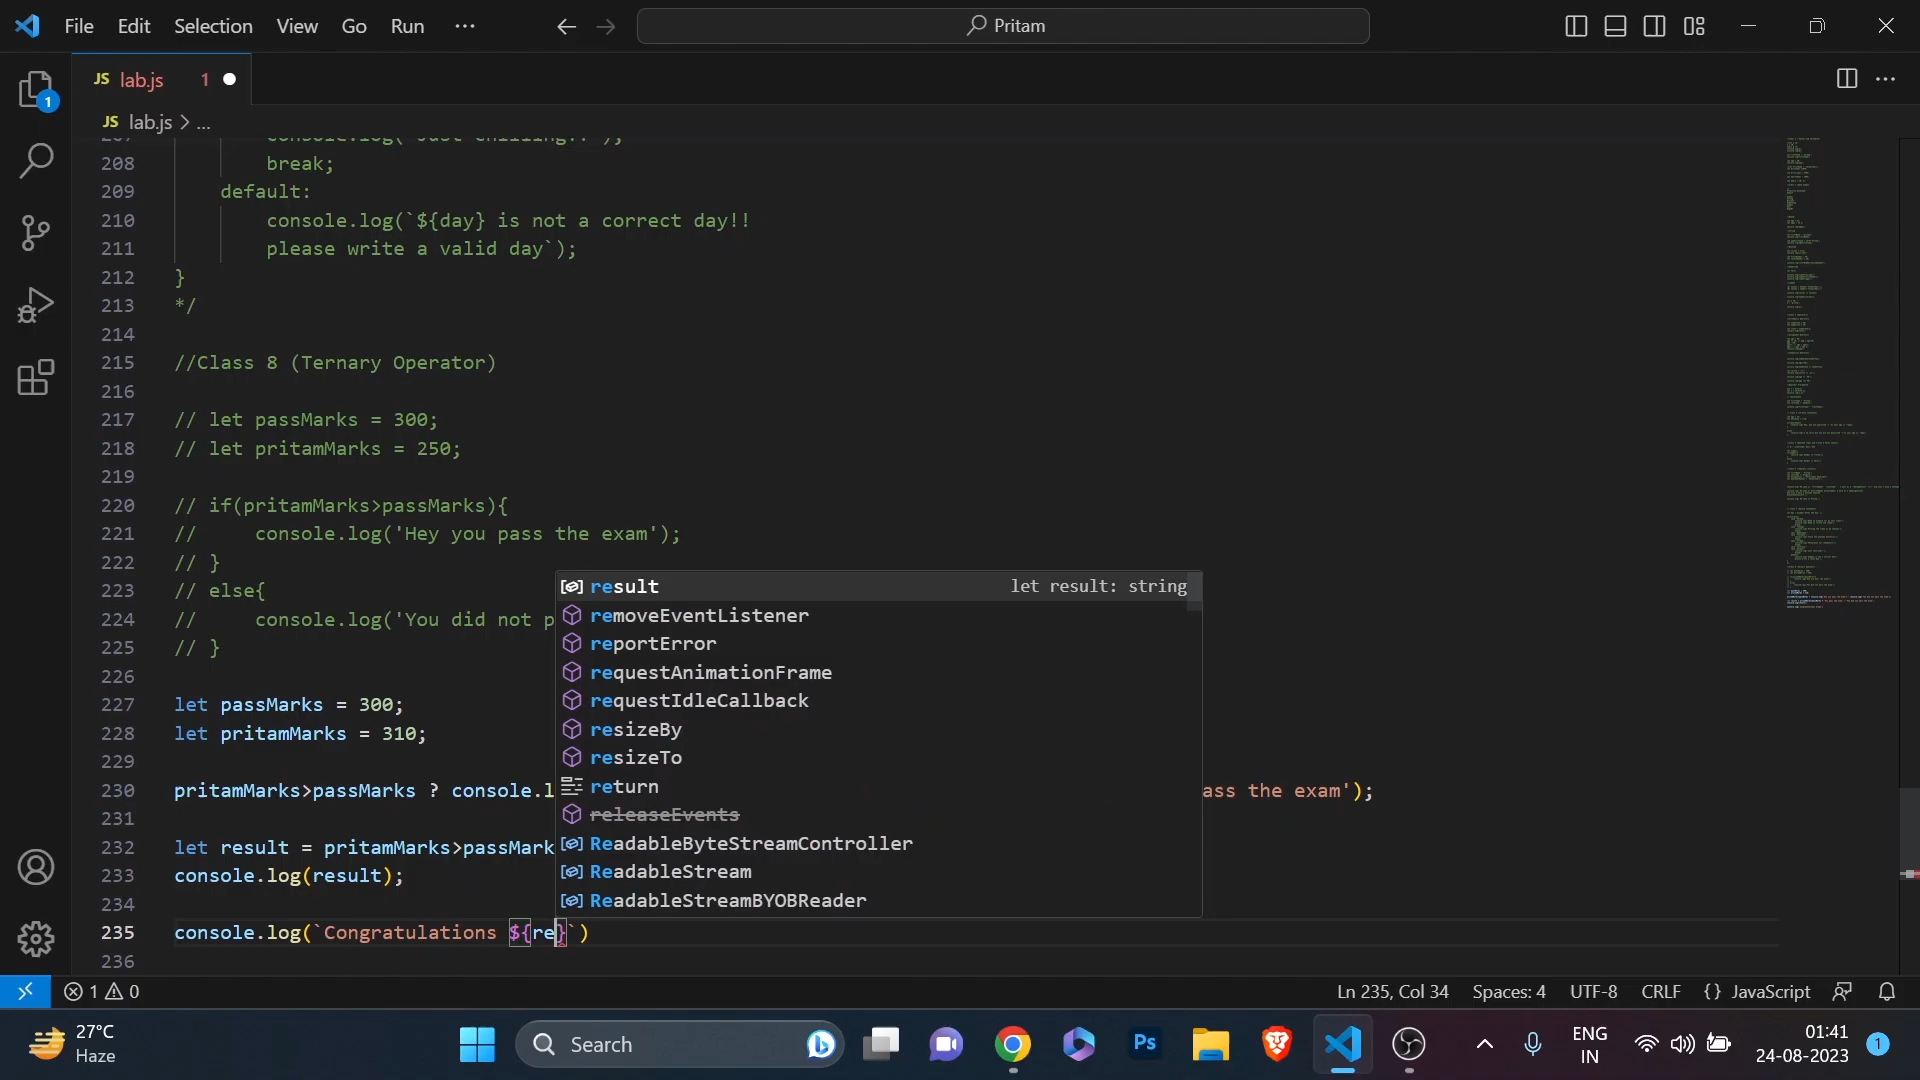 File Edit Selection View Go Run ···
Pritam
JS lab.js 1
1
JS lab.js > ...
208 break;
209 default:
210 console.log(`${day} is not a correct day!!
211 please write a valid day`);
212 }
213 */
214
215 //Class 8 (Ternary Operator)
216
217 // let passMarks = 300;
218 // let pritamMarks = 250;
219
220 // if(pritamMarks>passMarks){
221 // console.log('Hey you pass the exam');
222 // }
223 // else{
224 // console.log('You did not p
225 // }
226
227 let passMarks = 300;
228 let pritamMarks = 310;
229
230 pritamMarks>passMarks ? console.l ass the exam');
231
232 let result = pritamMarks>passMark
233 console.log(result);
234
235 console.log(`Congratulations ${re}`)
236
result let result: string
removeEventListener
reportError
requestAnimationFrame
requestIdleCallback
resizeBy
resizeTo
return
releaseEvents
ReadableByteStreamController
ReadableStream
ReadableStreamBYOBReader
1 0
Ln 235, Col 34 Spaces: 4 UTF-8 CRLF {} JavaScript
27°C
Haze
Search
Ps
ENG
IN
01:41
24-08-2023
1